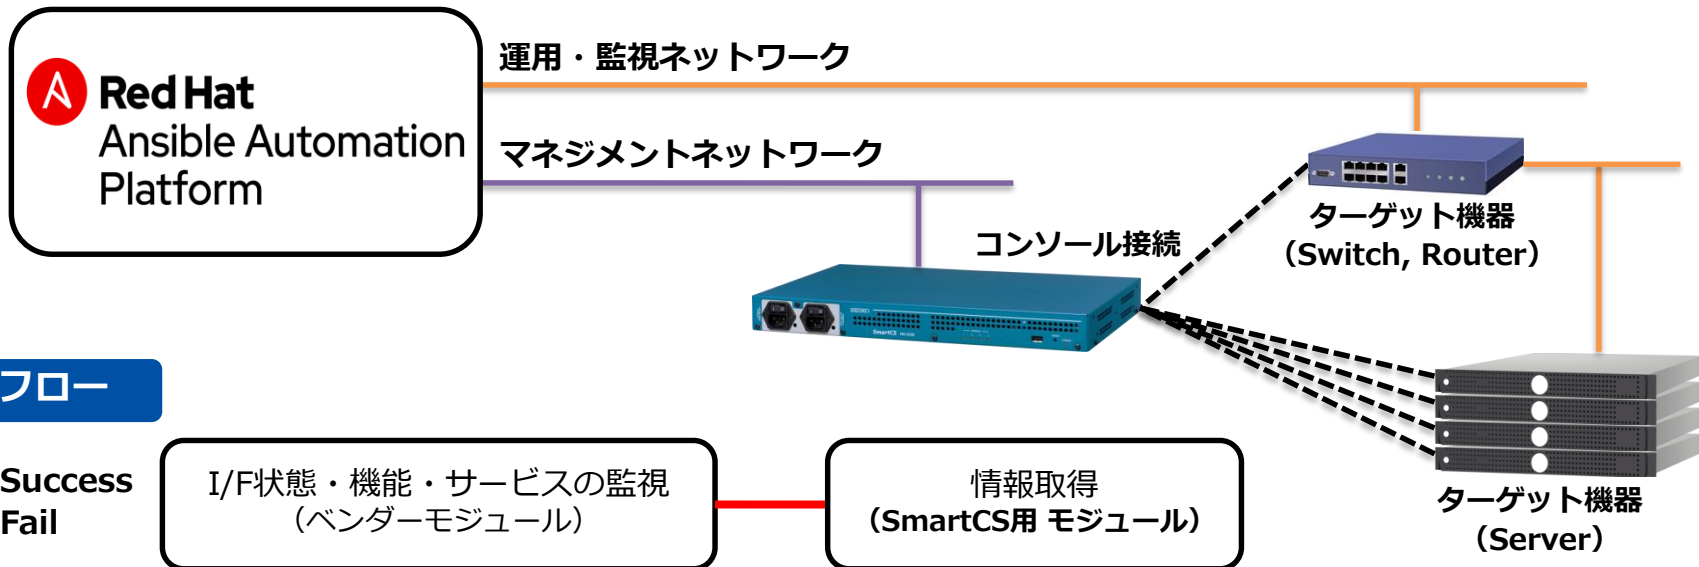 運用・監視ネットワーク
Red Hat
Ansible Automation
Platform
マネジメントネットワーク
コンソール接続
ターゲット機器
（Switch, Router）
SEIKO
SmartCS
フロー
Success
Fail
I/F状態・機能・サービスの監視
（ベンダーモジュール）
情報取得
（SmartCS用 モジュール）
ターゲット機器
（Server）